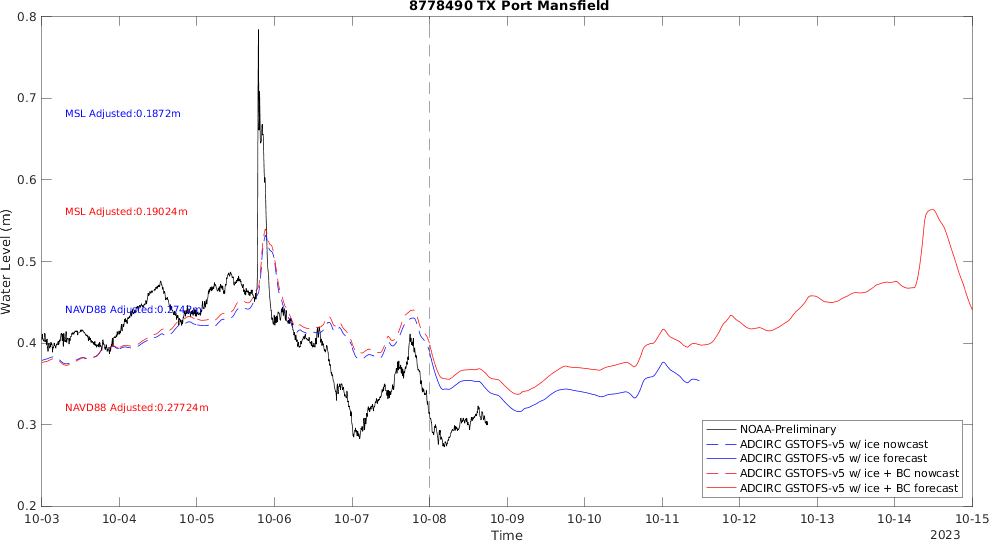 8778490 TX Port Mansfield
Water Level (m)
0.8
0.7
0.6
0.5
0.4
0.3
0.2
MSL Adjusted:0.1872m
MSL Adjusted:0.19024m
NAVD88 Adjusted:0.2742m
NAVD88 Adjusted:0.27724m
NOAA-Preliminary
ADCIRC GSTOFS-v5 w/ ice nowcast
ADCIRC GSTOFS-v5 w/ ice forecast
ADCIRC GSTOFS-v5 w/ ice + BC nowcast
ADCIRC GSTOFS-v5 w/ ice + BC forecast
10-03 10-04 10-05 10-06 10-07 10-08 10-09 10-10 10-11 10-12 10-13 10-14 10-15
Time
2023